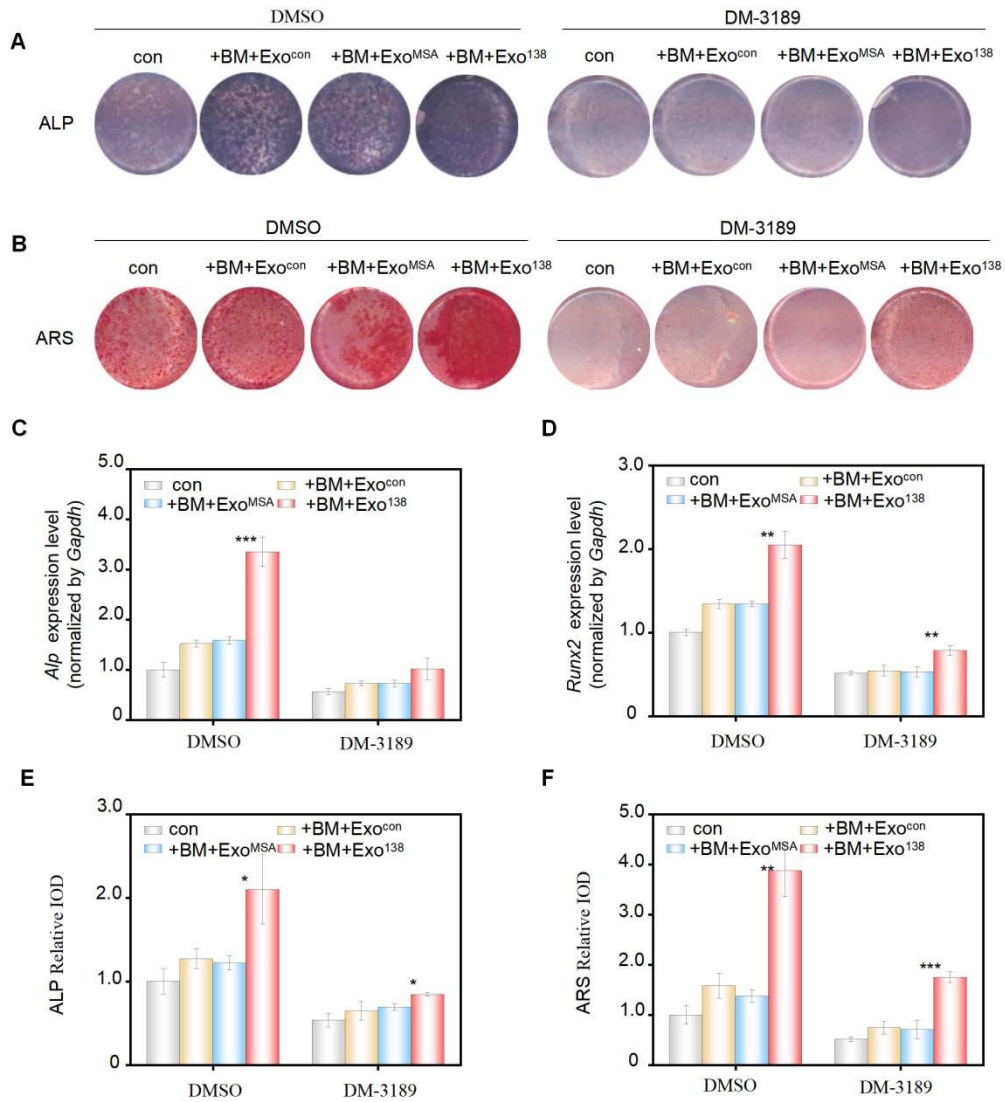 A
DMSO
DM-3189
con +BM+Exo^con +BM+Exo^MSA +BM+Exo^138
con +BM+Exo^con +BM+Exo^MSA +BM+Exo^138
ALP
B
DMSO
DM-3189
con +BM+Exo^con +BM+Exo^MSA +BM+Exo^138
con +BM+Exo^con +BM+Exo^MSA +BM+Exo^138
ARS
C
Alp expression level
(normalized by Gapdh)
5.0
4.0
3.0
2.0
1.0
0
con +BM+Exo^con
+BM+Exo^MSA +BM+Exo^138
***
DMSO DM-3189
D
Runx2 expression level
(normalized by Gapdh)
3.0
2.0
1.0
0
con +BM+Exo^con
+BM+Exo^MSA +BM+Exo^138
**
**
DMSO DM-3189
E
ALP Relative IOD
3.0
2.0
1.0
0
con +BM+Exo^con
+BM+Exo^MSA +BM+Exo^138
*
*
DMSO DM-3189
F
ARS Relative IOD
5.0
4.0
3.0
2.0
1.0
0
con +BM+Exo^con
+BM+Exo^MSA +BM+Exo^138
**
***
DMSO DM-3189